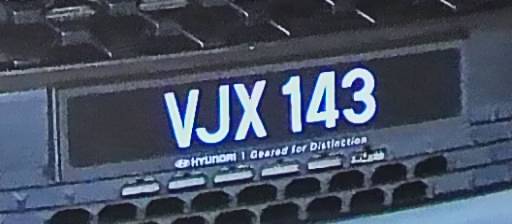 VJX 143
HYUNDAI | Geared for Distinction